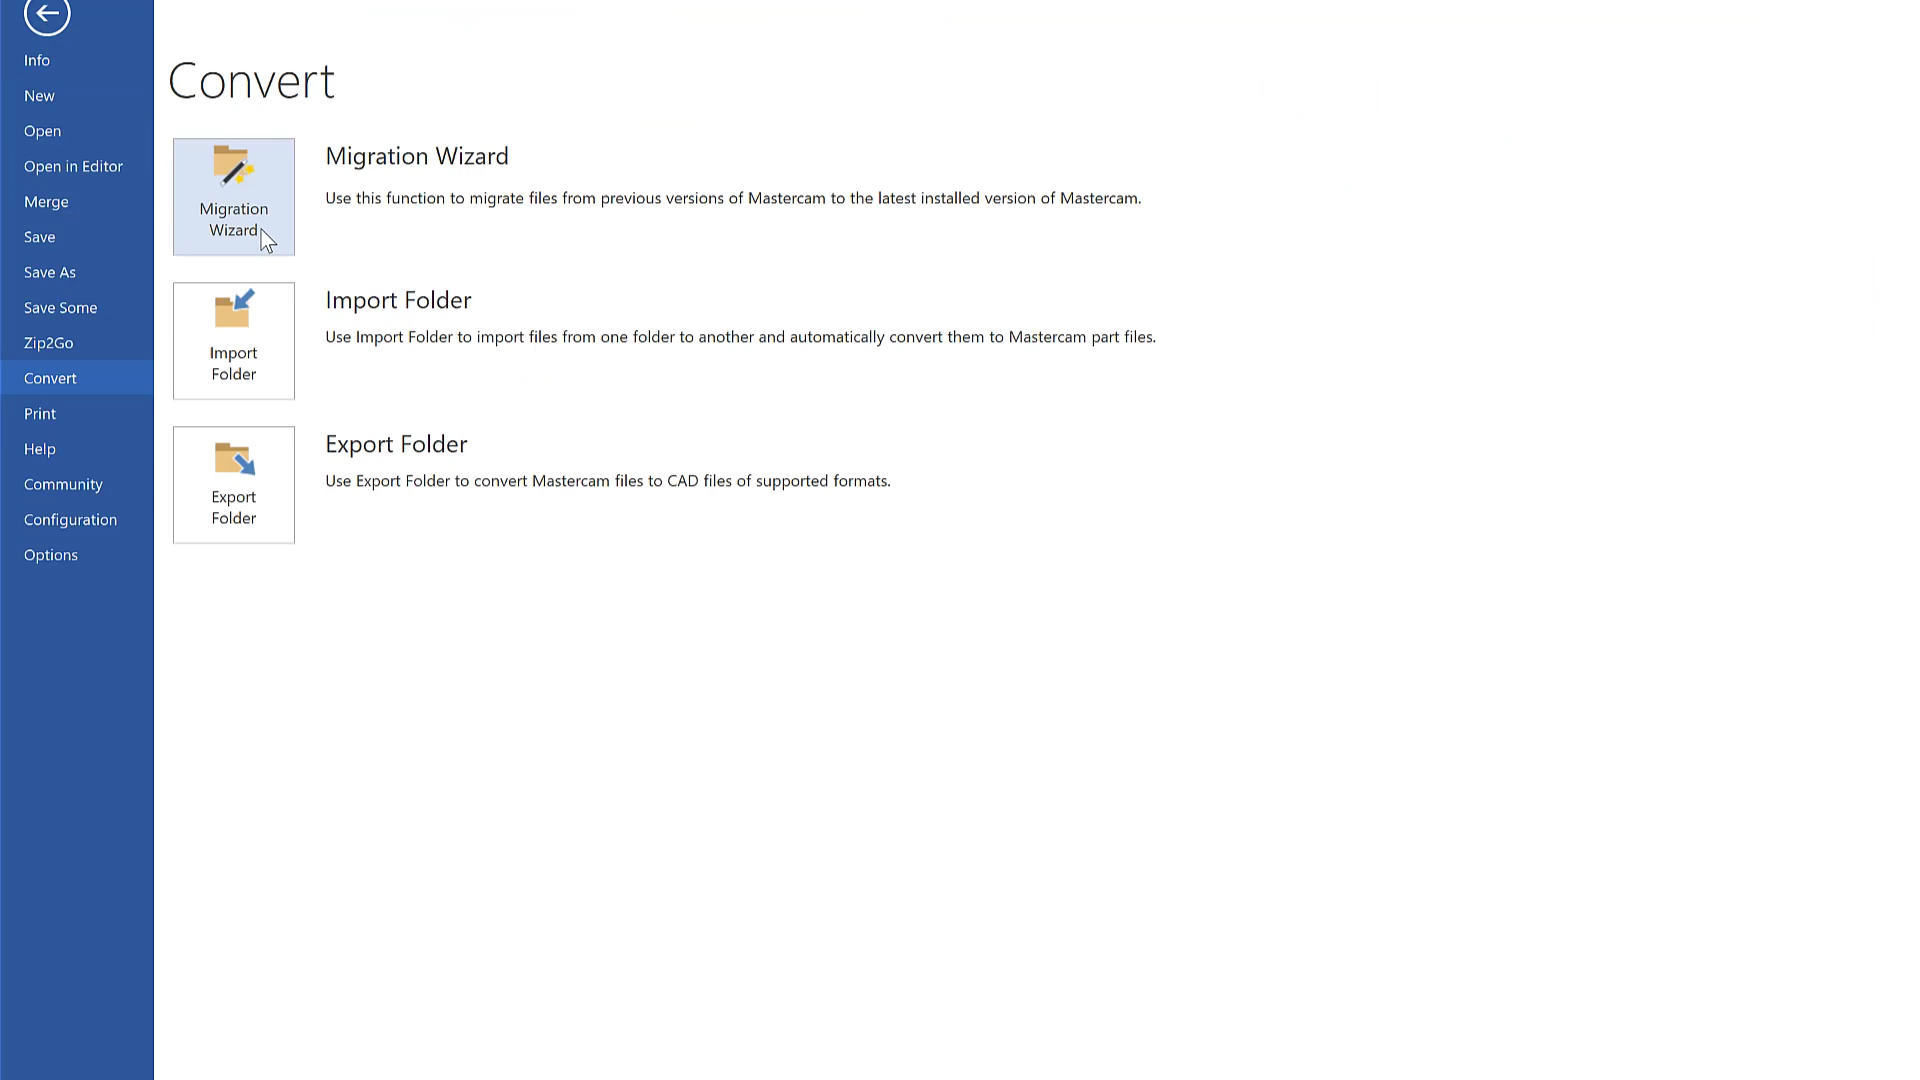 Info
New
Open
Open in Editor
Merge
Save
Save As
Save Some
Zip2Go
Convert
Print
Help
Community
Configuration
Options
Convert
Migration
Wizard
Migration Wizard
Use this function to migrate files from previous versions of Mastercam to the latest installed version of Mastercam.
Import
Folder
Import Folder
Use Import Folder to import files from one folder to another and automatically convert them to Mastercam part files.
Export
Folder
Export Folder
Use Export Folder to convert Mastercam files to CAD files of supported formats.